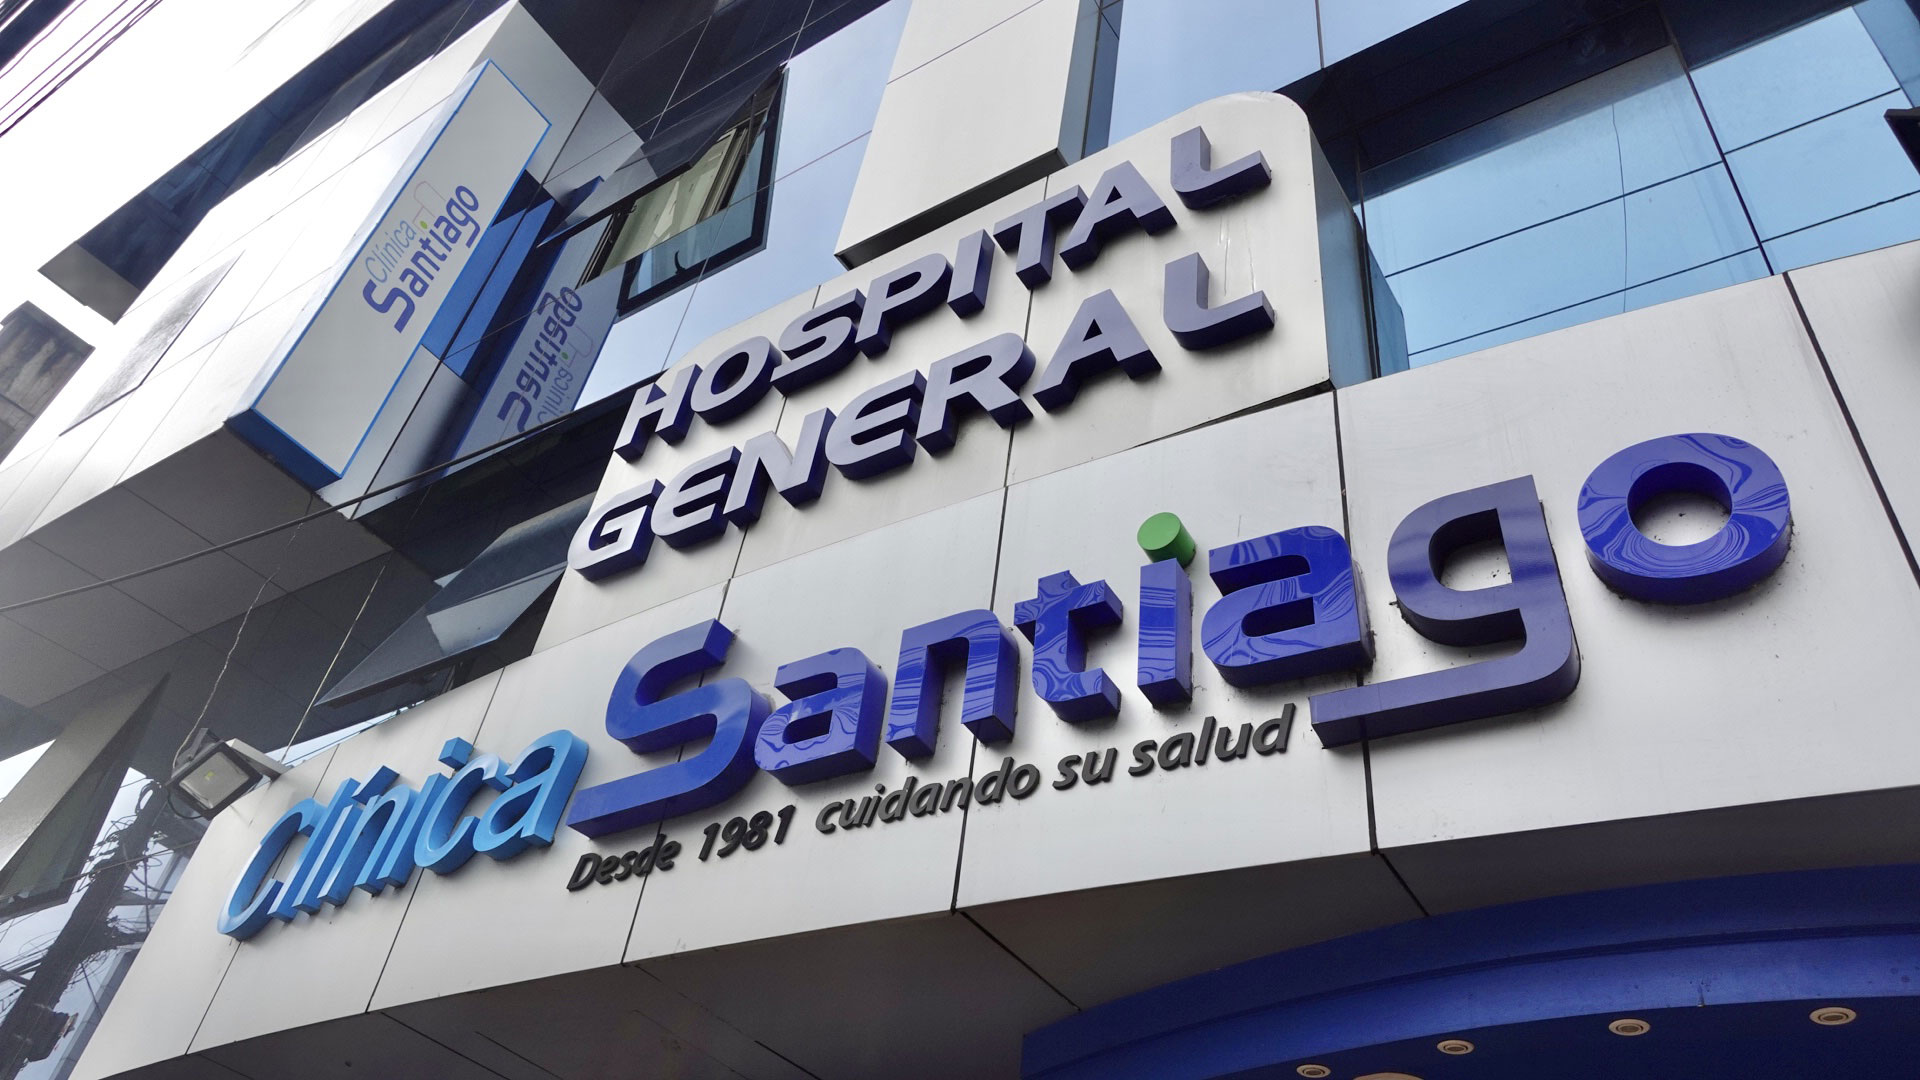 Clínica
Santiago
HOSPITAL
GENERAL
Clínica Santiago
Desde 1981 cuidando su salud